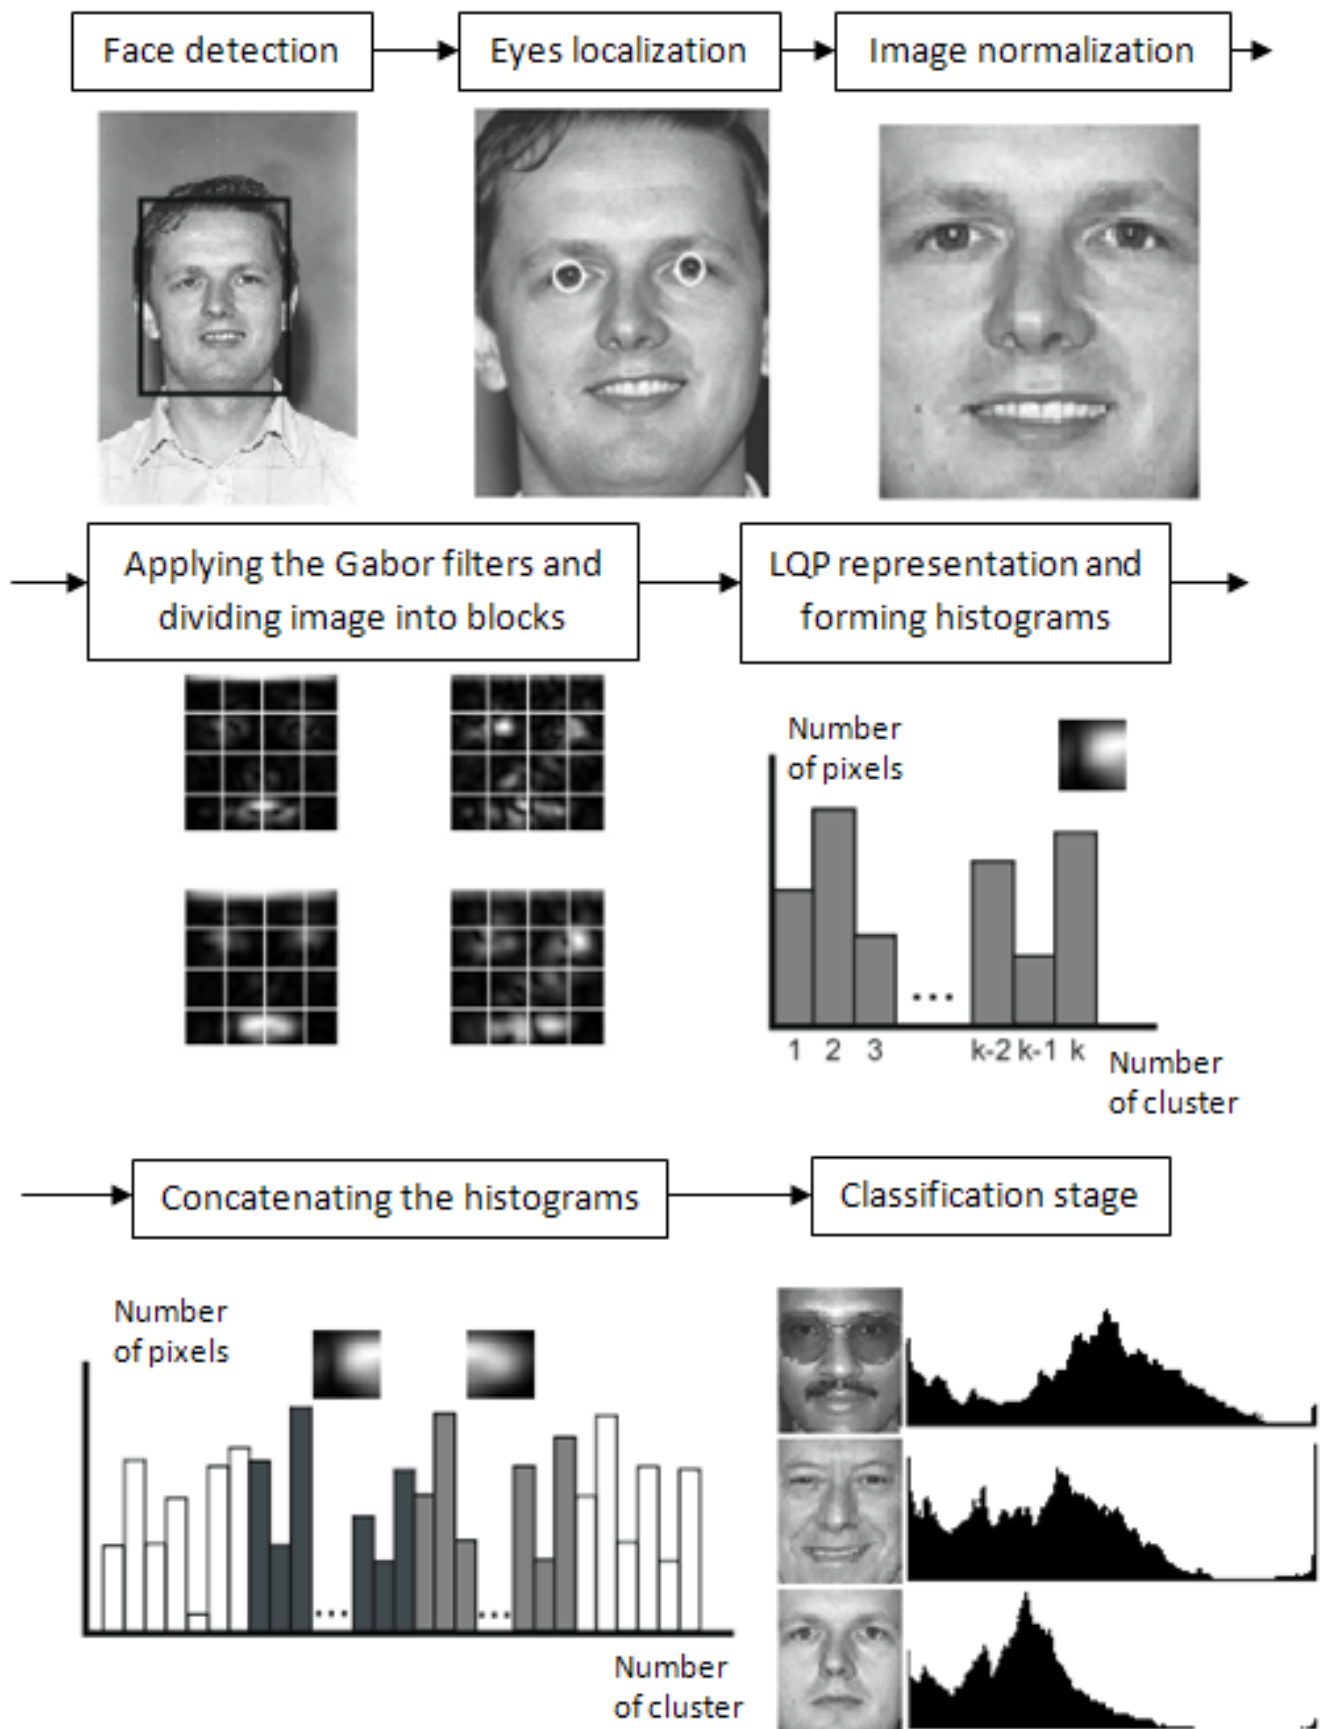 Face detection
Eyes localization
Image normalization
Applying the Gabor filters and
dividing image into blocks
LQP representation and
forming histograms
Number
of pixels
...
1 2 3 k-2 k-1 k
Number
of cluster
Concatenating the histograms
Classification stage
Number
of pixels
... ...
Number
of cluster